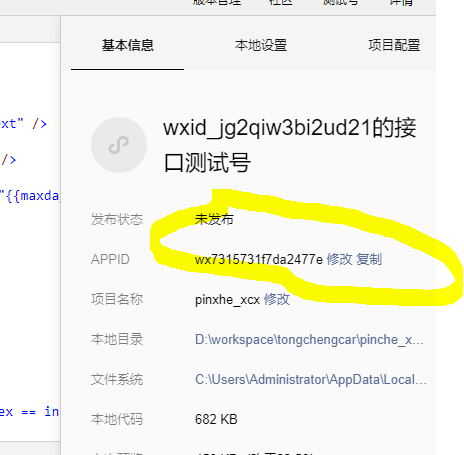 版本管理 社区 测试号 详情
基本信息 本地设置 项目配置
ext" />
wxid_jg2qiw3bi2ud21的接
口测试号
/>
"{{maxda
发布状态 未发布
APPID wx7315731f7da2477e 修改 复制
项目名称 pinxhe_xcx 修改
本地目录 D:\workspace\tongchengcar\pinche_x...
文件系统 C:\Users\Administrator\AppData\Local...
ex == in
本地代码 682 KB